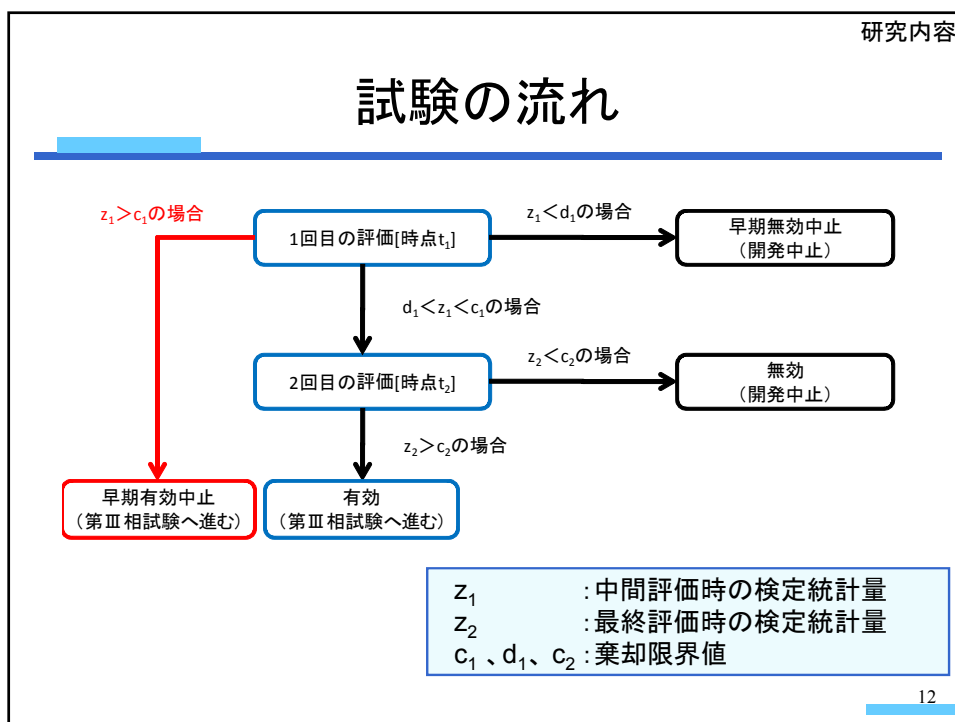 研究内容
試験の流れ
z₁＞c₁の場合
1回目の評価[時点t₁]
z₁＜d₁の場合
早期無効中止
（開発中止）
d₁＜z₁＜c₁の場合
2回目の評価[時点t₂]
z₂＜c₂の場合
無効
（開発中止）
z₂＞c₂の場合
早期有効中止
（第Ⅲ相試験へ進む）
有効
（第Ⅲ相試験へ進む）
z₁ ：中間評価時の検定統計量
z₂ ：最終評価時の検定統計量
c₁ 、d₁、c₂：棄却限界値
12